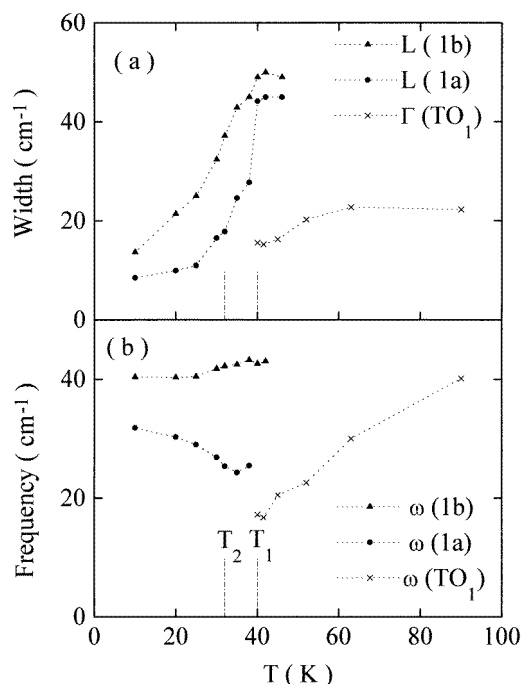 60
( a )
L ( 1b)
L ( 1a)
Γ (TO₁)
40
20
0
Width ( cm⁻¹ )
( b )
40
20
0
T₂ T₁
ω (1b)
ω (1a)
ω (TO₁)
Frequency ( cm⁻¹ )
0 20 40 60 80 100
T ( K )